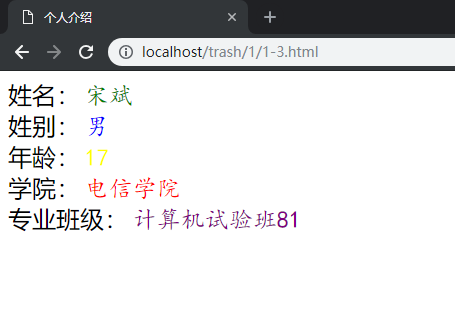 个人介绍
localhost/trash/1/1-3.html
姓名： 宋斌
姓别： 男
年龄： 17
学院： 电信学院
专业班级： 计算机试验班81